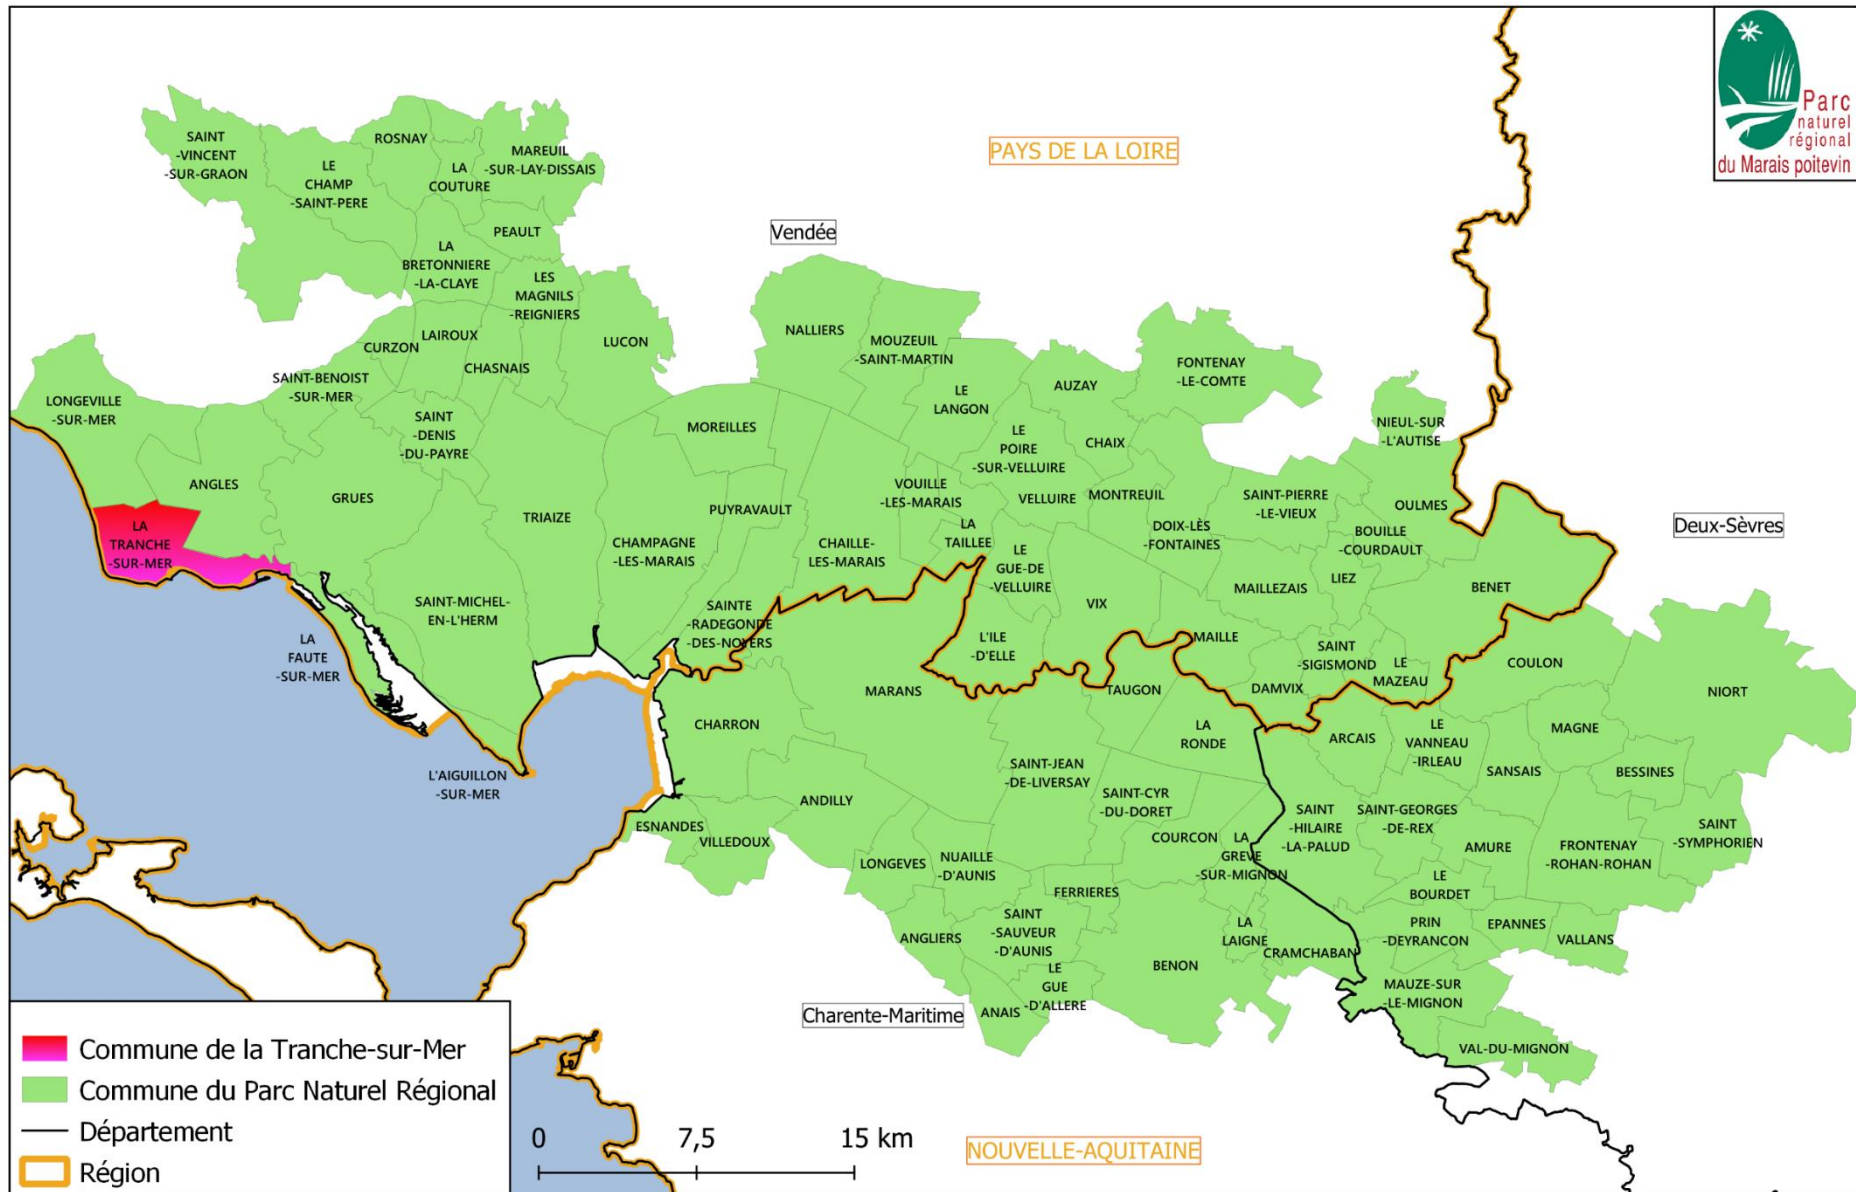 Parc
naturel
régional
du Marais poitevin
PAYS DE LA LOIRE
Vendée
Deux-Sèvres
Charente-Maritime
NOUVELLE-AQUITAINE
SAINT
-VINCENT
-SUR-GRAON
LE
CHAMP
-SAINT-PERE
ROSNAY
LA
COUTURE
MAREUIL
-SUR-LAY-DISSAIS
PEAULT
LA
BRETONNIERE
-LA-CLAYE
LES
MAGNILS
-REIGNIERS
LUCON
LAIROUX
CURZON
CHASNAIS
SAINT-BENOIST
-SUR-MER
SAINT
-DENIS
-DU-PAYRE
LONGEVILLE
-SUR-MER
ANGLES
GRUES
LA
TRANCHE
-SUR-MER
TRIAIZE
SAINT-MICHEL-
EN-L'HERM
LA
FAUTE
-SUR-MER
L'AIGUILLON
-SUR-MER
NALLIERS
MOUZEUIL
-SAINT-MARTIN
LE
LANGON
AUZAY
FONTENAY
-LE-COMTE
MOREILLES
PUYRAVAULT
CHAMPAGNE
-LES-MARAIS
CHAILLE-
LES-MARAIS
VOUILLE
-LES-MARAIS
LA
TAILLEE
LE
POIRE
-SUR-VELLUIRE
CHAIX
VELLUIRE
MONTREUIL
DOIX-LÈS
-FONTAINES
LE
GUE-DE
-VELLUIRE
VIX
L'ILE
-D'ELLE
SAINTE
-RADEGONDE
-DES-NOYERS
NIEUL-SUR
-L'AUTISE
OULMES
SAINT-PIERRE
-LE-VIEUX
BOUILLE
-COURDAULT
LIEZ
MAILLEZAIS
BENET
MAILLE
SAINT
-SIGISMOND
LE
MAZEAU
DAMVIX
COULON
NIORT
MARANS
TAUGON
LA
RONDE
CHARRON
SAINT-JEAN
-DE-LIVERSAY
ANDILLY
SAINT-CYR
-DU-DORET
COURCON
LA
GREVE
-SUR-MIGNON
ESNANDES
VILLEDOUX
LONGEVES
NUAILLE
-D'AUNIS
FERRIERES
SAINT
-SAUVEUR
-D'AUNIS
ANGLIERS
LE
GUE
-D'ALLERE
ANAIS
BENON
LA
LAIGNE
CRAMCHABAN
ARCAIS
LE
VANNEAU
-IRLEAU
MAGNE
SANSAIS
BESSINES
SAINT
-HILAIRE
-LA-PALUD
SAINT-GEORGES
-DE-REX
AMURE
FRONTENAY
-ROHAN-ROHAN
SAINT
-SYMPHORIEN
LE
BOURDET
PRIN
-DEYRANCON
EPANNES
VALLANS
MAUZE-SUR
-LE-MIGNON
VAL-DU-MIGNON
Commune de la Tranche-sur-Mer
Commune du Parc Naturel Régional
Département
Région
0 7,5 15 km